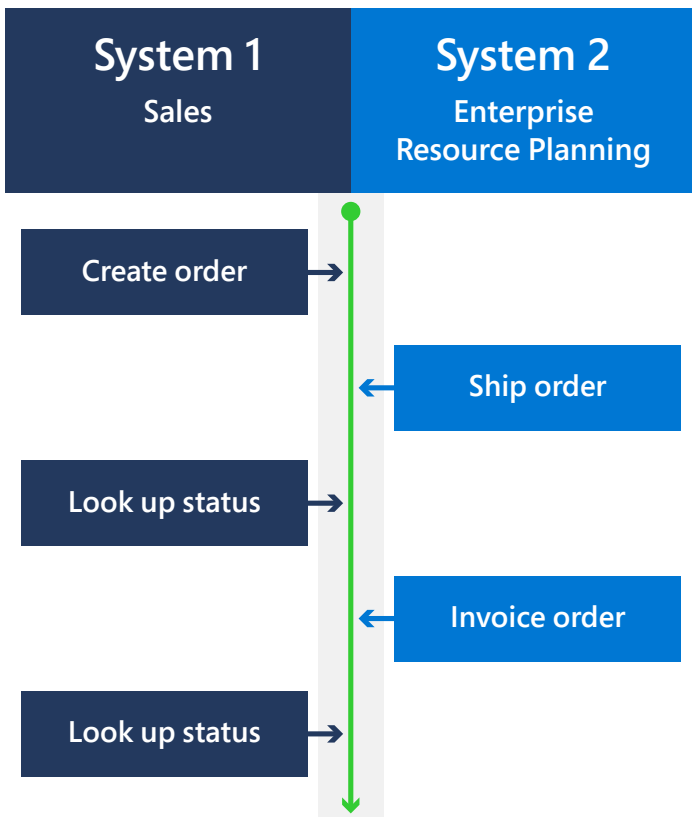 System 1
Sales
System 2
Enterprise
Resource Planning
Create order
Ship order
Look up status
Invoice order
Look up status